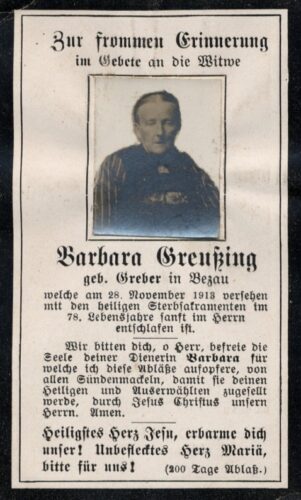 Zur frommen Erinnerung
im Gebete an die Witwe
Barbara Greußing
geb. Greber in Bezau
welche am 28. November 1913 versehen
mit den heiligen Sterbsakramenten im
78. Lebensjahre sanft im Herrn
entschlafen ist.
Wir bitten dich, o Herr, befreie die
Seele deiner Dienerin Barbara für
welche ich diese Abläße aufopfere, von
allen Sündenmackeln, damit sie deinen
Heiligen und Auserwählten zugesellt
werde, durch Jesus Christus unsern
Herrn. Amen.
Heiligstes Herz Jesu, erbarme dich
unser! Unbeflecktes Herz Mariä,
bitte für uns! (200 Tage Ablaß.)